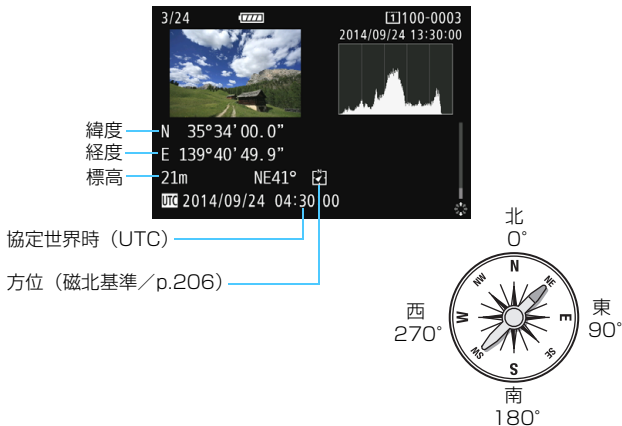 3/24 1 100-0003
2014/09/24 13:30:00
緯度 N 35°34'00.0"
経度 E 139°40'49.9"
標高 21m NE41° N
UTC 2014/09/24 04:30:00
協定世界時（UTC）
方位（磁北基準／p.206）
北
0°
N
NW NE
西 W E 東
270° 90°
SW SE
S
南
180°